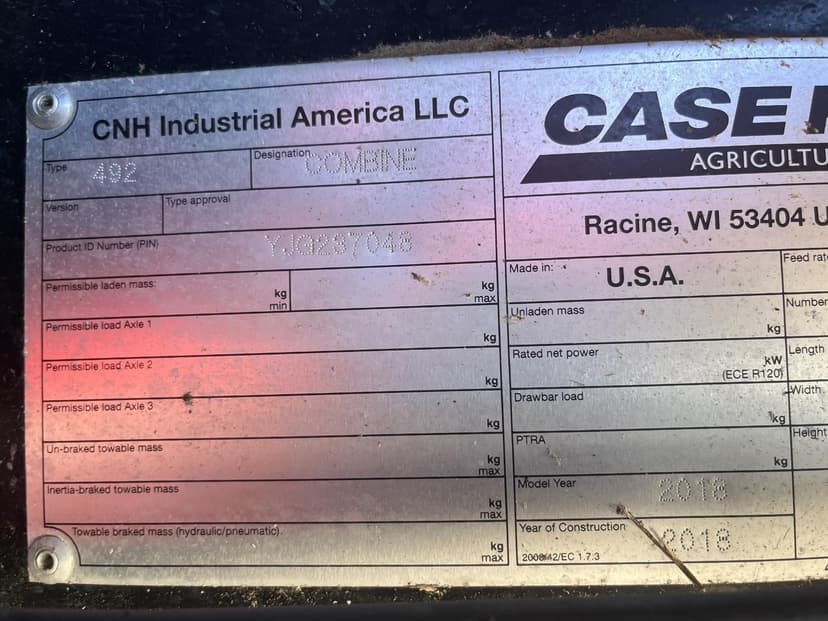 CNH Industrial America LLC
Type 492
Designation COMBINE
Version
Type approval
Product ID Number (PIN) YJG237048
Permissible laden mass:
kg
min
kg
max
Permissible load Axle 1
kg
Permissible load Axle 2
kg
Permissible load Axle 3
kg
Un-braked towable mass
kg
max
Inertia-braked towable mass
kg
max
Towable braked mass (hydraulic/pneumatic).
kg
max
CASE
AGRICULTU
Racine, WI 53404 U
Made in: U.S.A.
Feed rat
Unladen mass
kg
Number
Rated net power
kW
(ECE R120)
Length
Drawbar load
kg
Width
PTRA
kg
Height
Model Year 2018
Year of Construction 2018
2006/42/EC 1.7.3